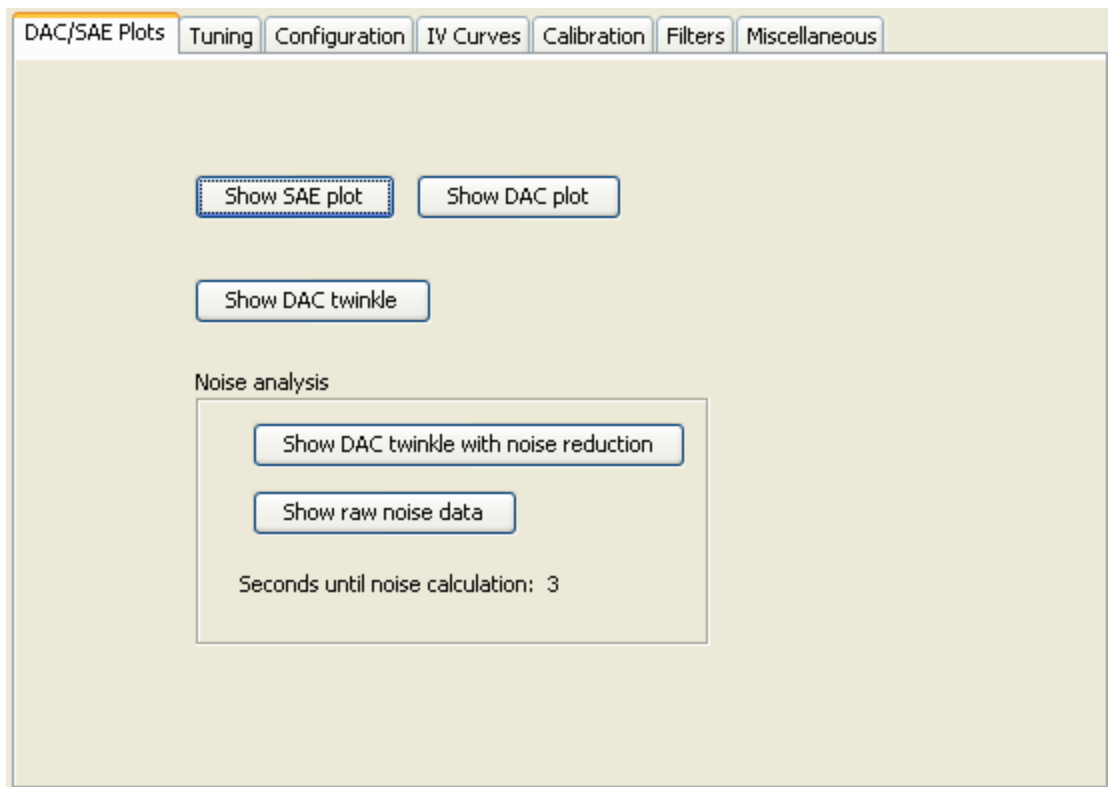 DAC/SAE Plots Tuning Configuration IV Curves Calibration Filters Miscellaneous
Show SAE plot Show DAC plot
Show DAC twinkle
Noise analysis
Show DAC twinkle with noise reduction
Show raw noise data
Seconds until noise calculation: 3